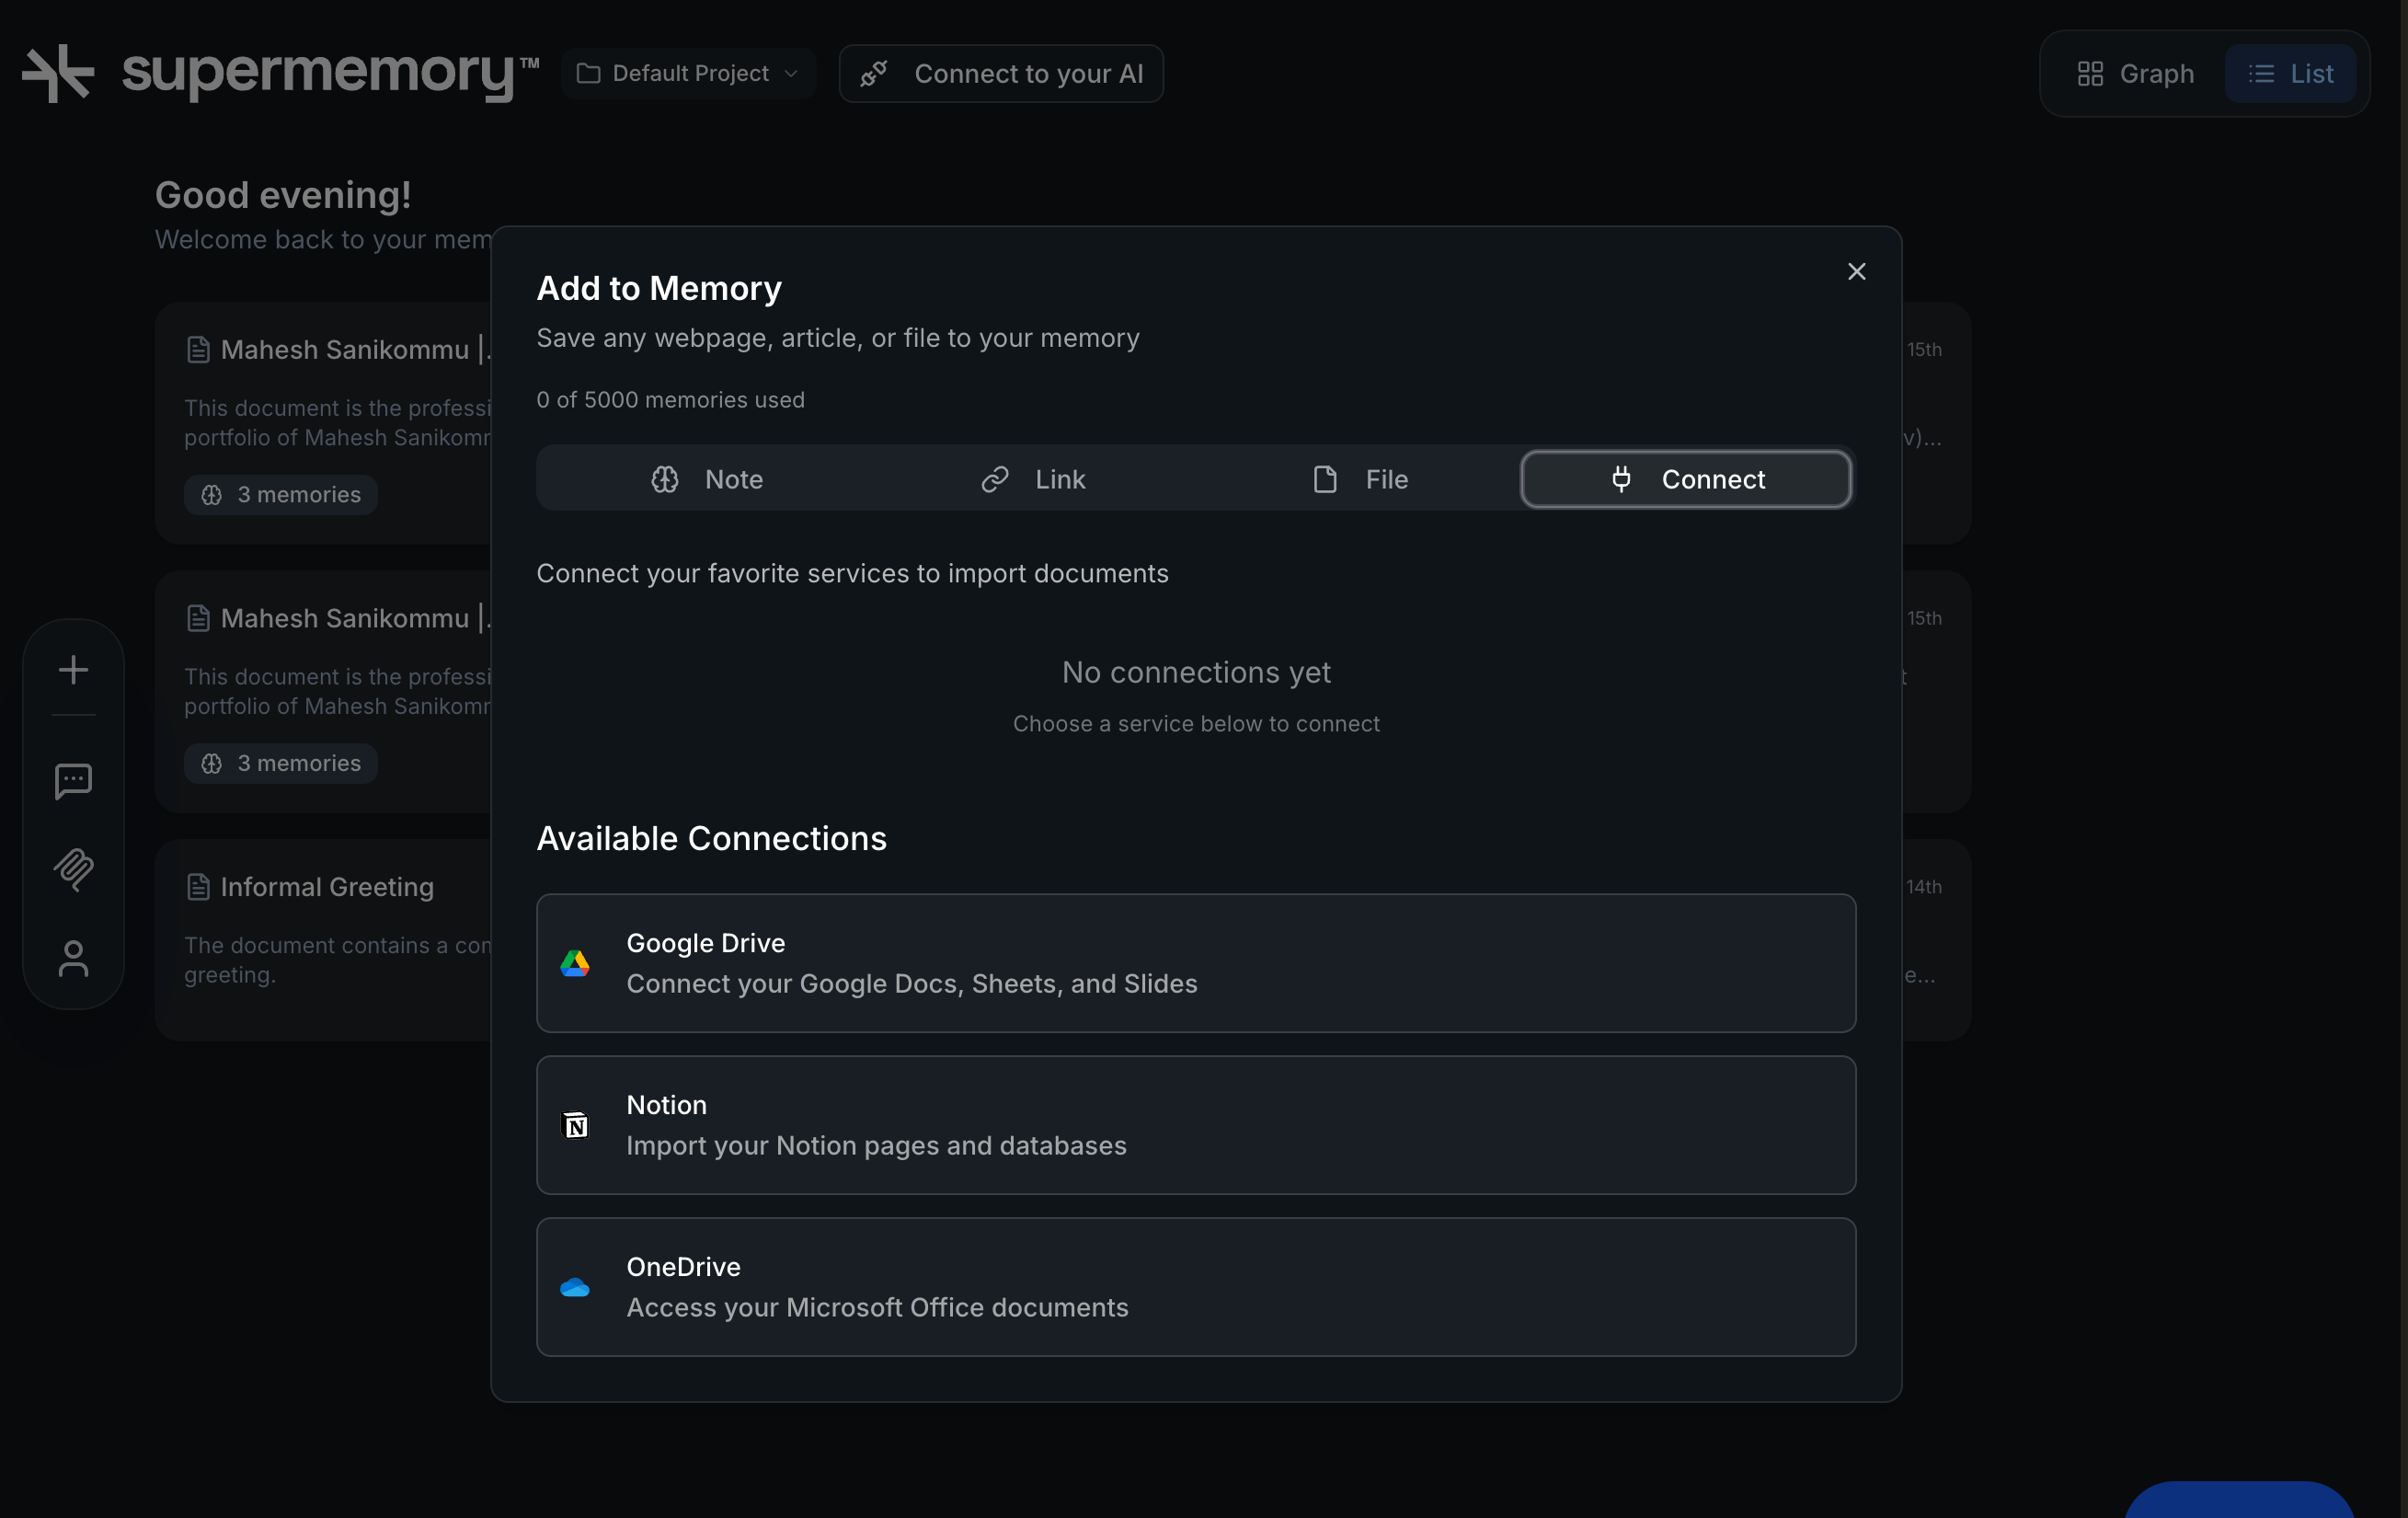 supermemory™
Default Project
Connect to your AI
Graph
List
Good evening!
Welcome back to your mem
Mahesh Sanikommu |.
This document is the professi
portfolio of Mahesh Sanikomm
3 memories
15th
v)...
Mahesh Sanikommu |.
This document is the professi
portfolio of Mahesh Sanikomm
3 memories
15th
t
Informal Greeting
The document contains a con
greeting.
14th
e...
Add to Memory
Save any webpage, article, or file to your memory
0 of 5000 memories used
Note
Link
File
Connect
Connect your favorite services to import documents
No connections yet
Choose a service below to connect
Available Connections
Google Drive
Connect your Google Docs, Sheets, and Slides
Notion
Import your Notion pages and databases
OneDrive
Access your Microsoft Office documents